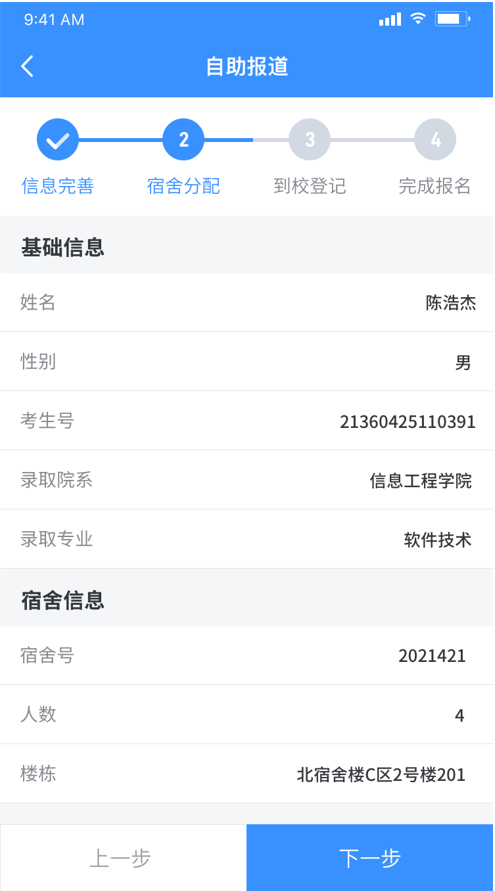 9:41 AM
自助报道
2 3 4
信息完善 宿舍分配 到校登记 完成报名
基础信息
姓名 陈浩杰
性别 男
考生号 21360425110391
录取院系 信息工程学院
录取专业 软件技术
宿舍信息
宿舍号 2021421
人数 4
楼栋 北宿舍楼C区2号楼201
上一步 下一步